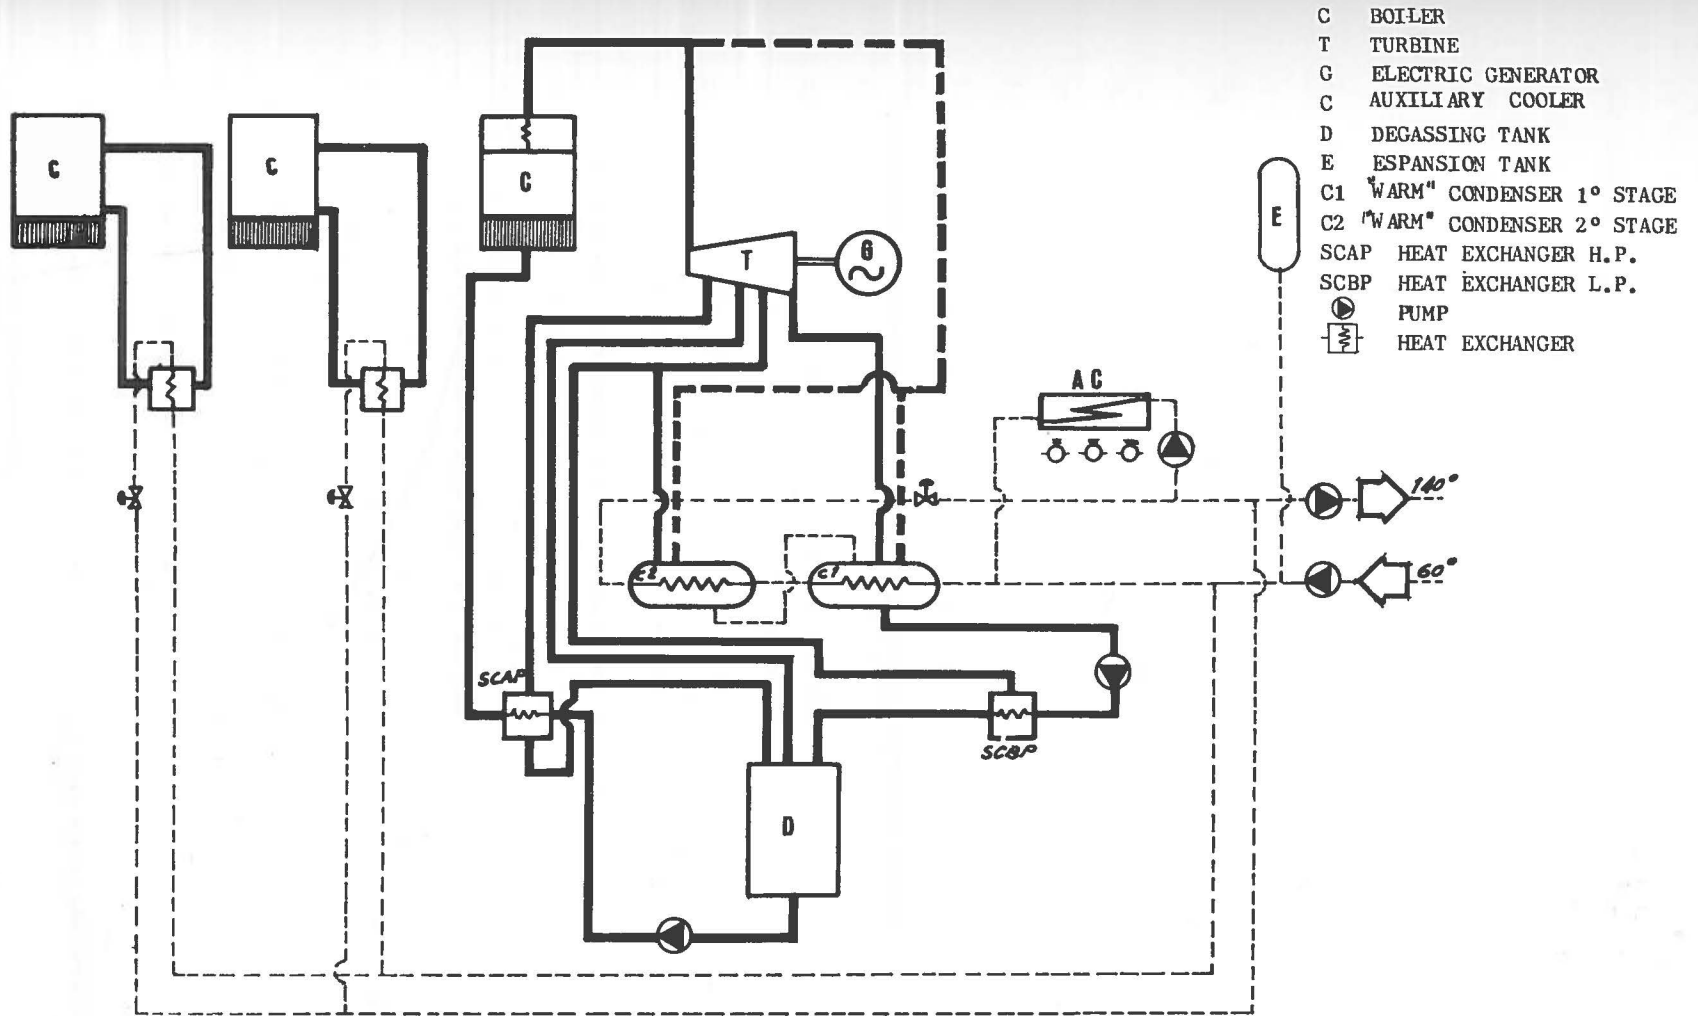 C BOILER
T TURBINE
G ELECTRIC GENERATOR
C AUXILIARY COOLER
D DEGASSING TANK
E ESPANSION TANK
C1 "WARM" CONDENSER 1° STAGE
C2 "WARM" CONDENSER 2° STAGE
SCAP HEAT EXCHANGER H.P.
SCBP HEAT EXCHANGER L.P.
PUMP
HEAT EXCHANGER
C
C
C
E
T
G
AC
140°
C2
C1
60°
SCAP
SCBP
D